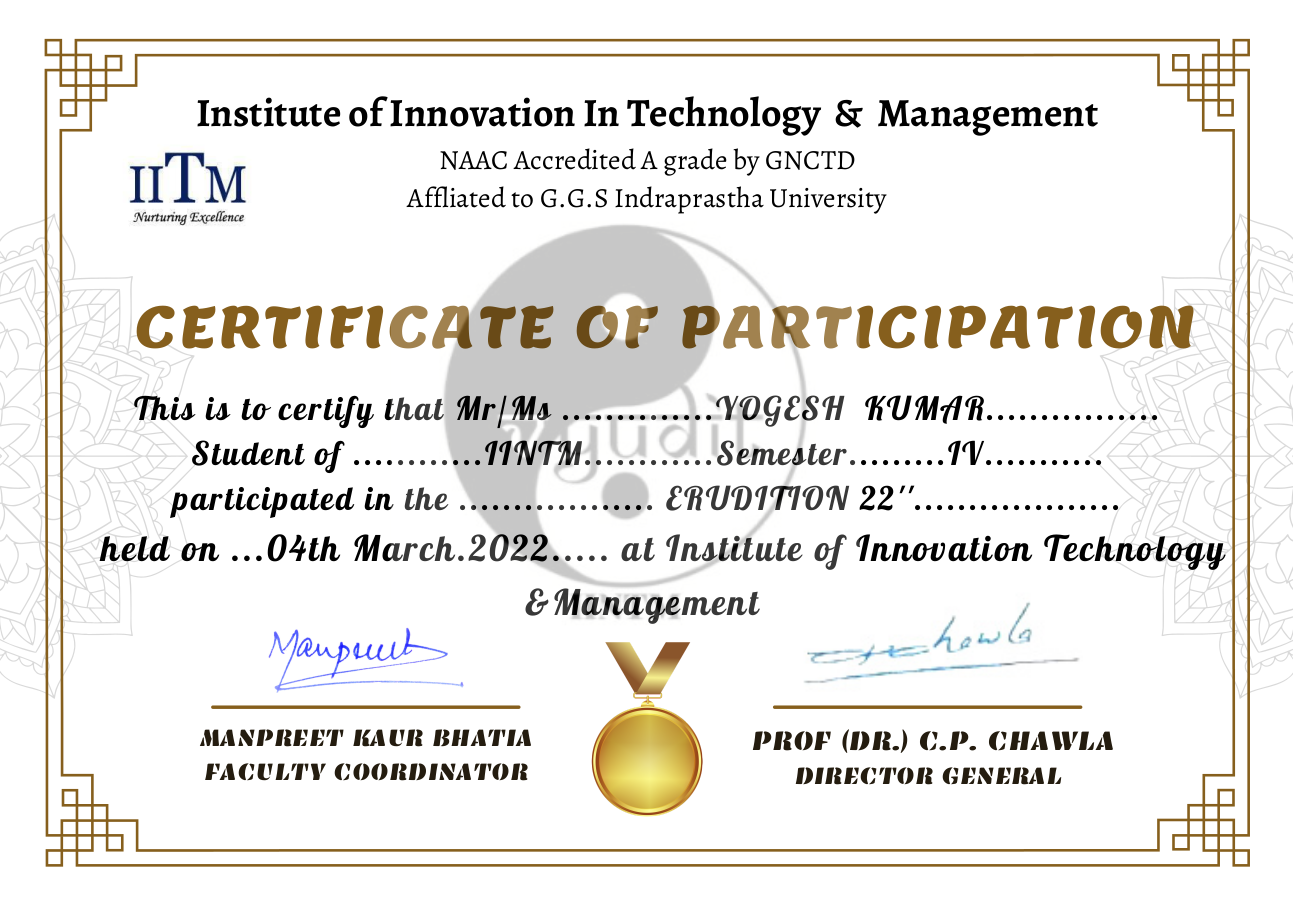 Institute of Innovation In Technology & Management
NAAC Accredited A grade by GNCTD
Affliated to G.G.S Indraprastha University
IITM
Nurturing Excellence
CERTIFICATE OF PARTICIPATION
This is to certify that Mr/Ms ..............YOGESH KUMAR................
Student of ............IINTM............Semester.........IV...........
participated in the .................. ERUDITION 22''...................
held on ...04th March.2022..... at Institute of Innovation Technology
& Management
IINTM
Manpreet
Chawla
MANPREET KAUR BHATIA
FACULTY COORDINATOR
PROF (DR.) C.P. CHAWLA
DIRECTOR GENERAL